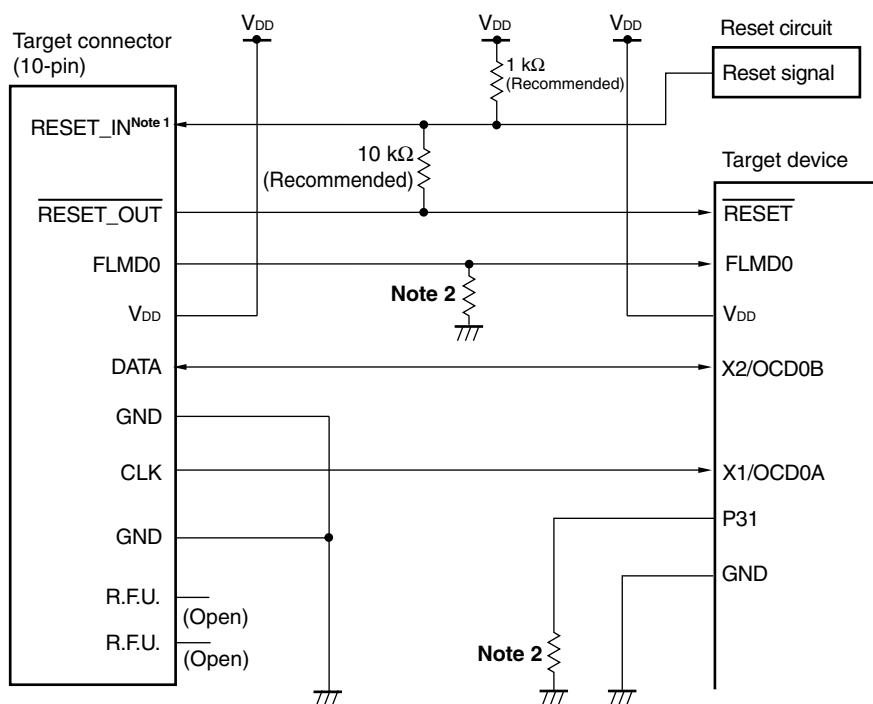 VDD
VDD
VDD
Target connector
(10-pin)
Reset circuit
Reset signal
1 kΩ
(Recommended)
RESET_IN Note 1
10 kΩ
(Recommended)
Target device
RESET_OUT
RESET
FLMD0
FLMD0
Note 2
VDD
VDD
DATA
X2/OCD0B
GND
CLK
X1/OCD0A
P31
GND
GND
R.F.U.
(Open)
R.F.U.
(Open)
Note 2